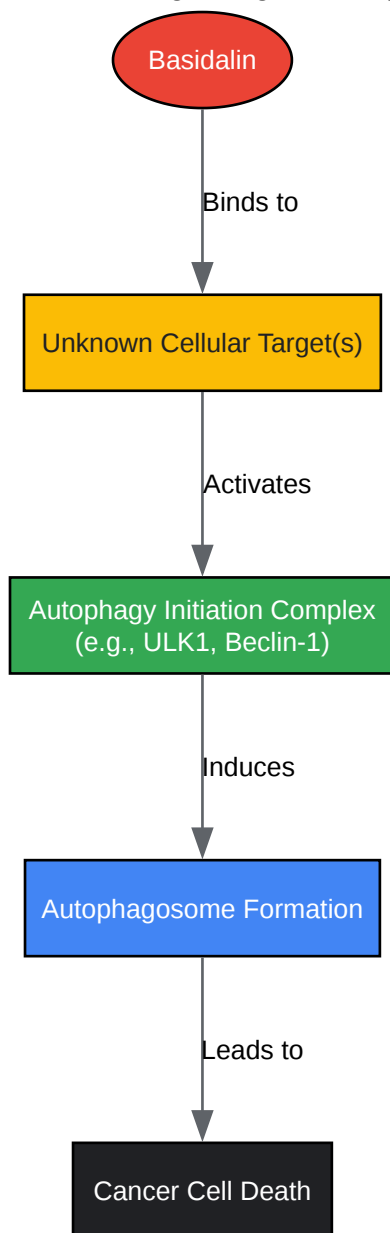 Basidalin
Binds to
Unknown Cellular Target(s)
Activates
Autophagy Initiation Complex
(e.g., ULK1, Beclin-1)
Induces
Autophagosome Formation
Leads to
Cancer Cell Death